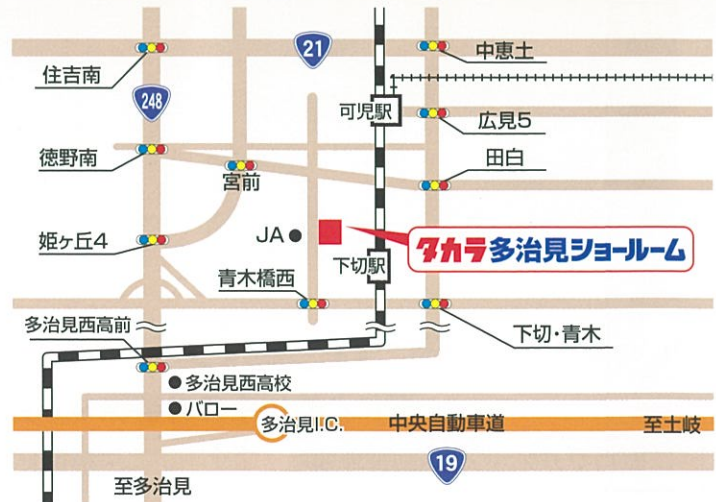 住吉南
21
中恵土
248
可児駅
広見5
徳野南
宮前
田白
姫ヶ丘4
JA
タカラ多治見ショールーム
下切駅
青木橋西
多治見西高前
下切・青木
多治見西高校
バロー
多治見I.C.
中央自動車道
至土岐
19
至多治見